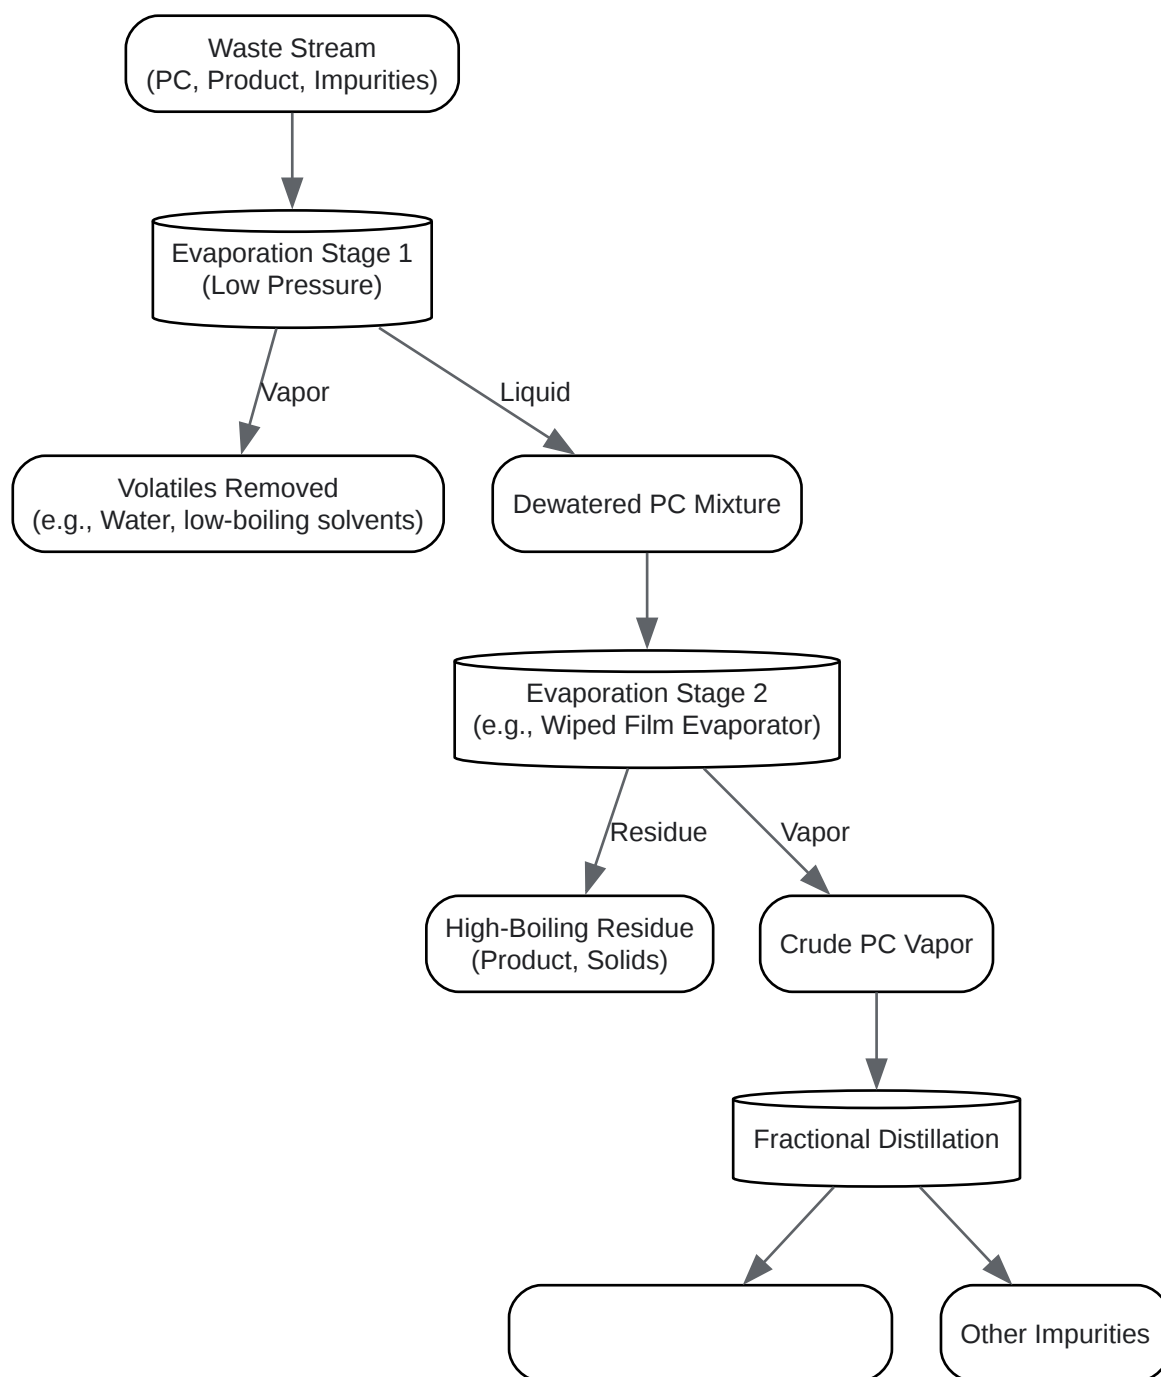 Waste Stream
(PC, Product, Impurities)
Evaporation Stage 1
(Low Pressure)
Vapor
Liquid
Volatiles Removed
(e.g., Water, low-boiling solvents)
Dewatered PC Mixture
Evaporation Stage 2
(e.g., Wiped Film Evaporator)
Residue
Vapor
High-Boiling Residue
(Product, Solids)
Crude PC Vapor
Fractional Distillation
Other Impurities